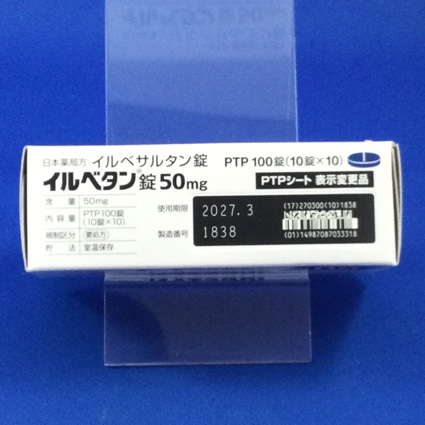 日本薬局方 イルベサルタン錠 PTP 100錠(10錠×10)
イルベタン®錠50mg
PTPシート 表示変更品
含量 50mg
内容量 PTP100錠
(10錠×10)
規制区分 処方
貯法 室温保存
使用期限 2027.3
製造番号 1838
(17)270300(10)1838
(01)14987087033318